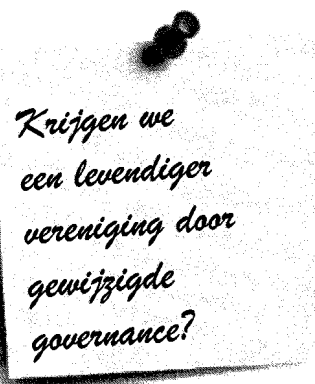 Krijgen we
een levendiger
vereniging door
gewijzigde
governance?